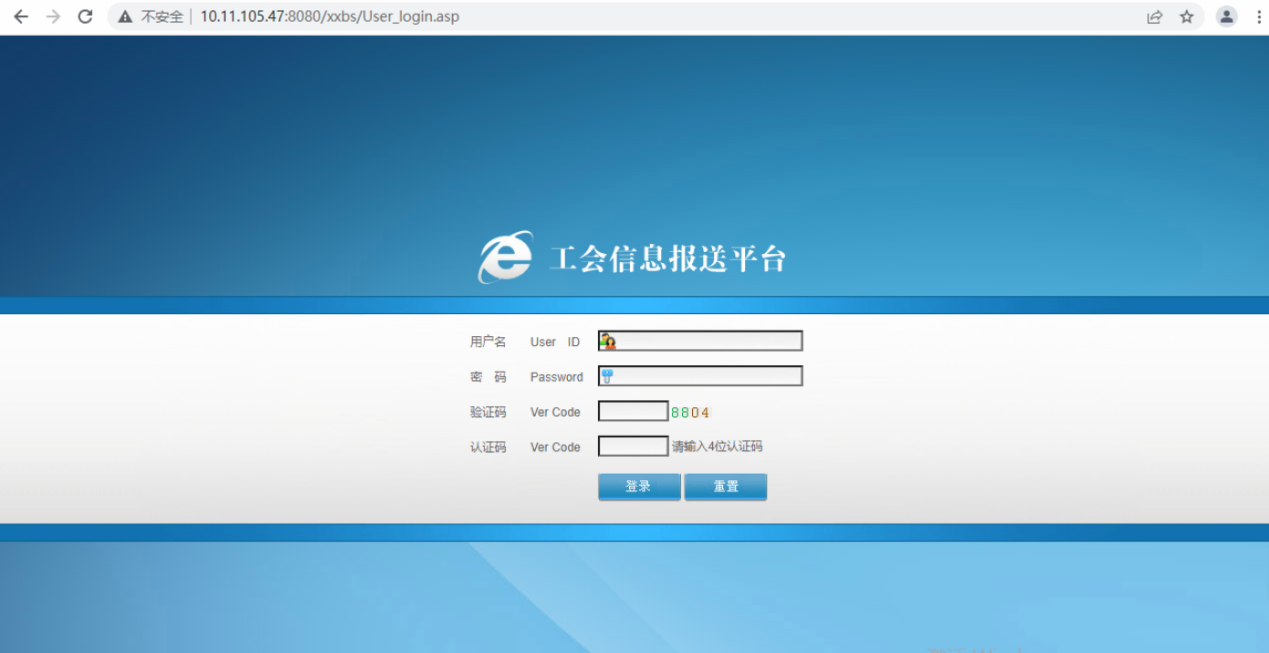 不安全 10.11.105.47:8080/xxbs/User_login.asp
工会信息报送平台
用户名 User ID
密 码 Password
验证码 Ver Code 8804
认证码 Ver Code 请输入4位认证码
登录 重置